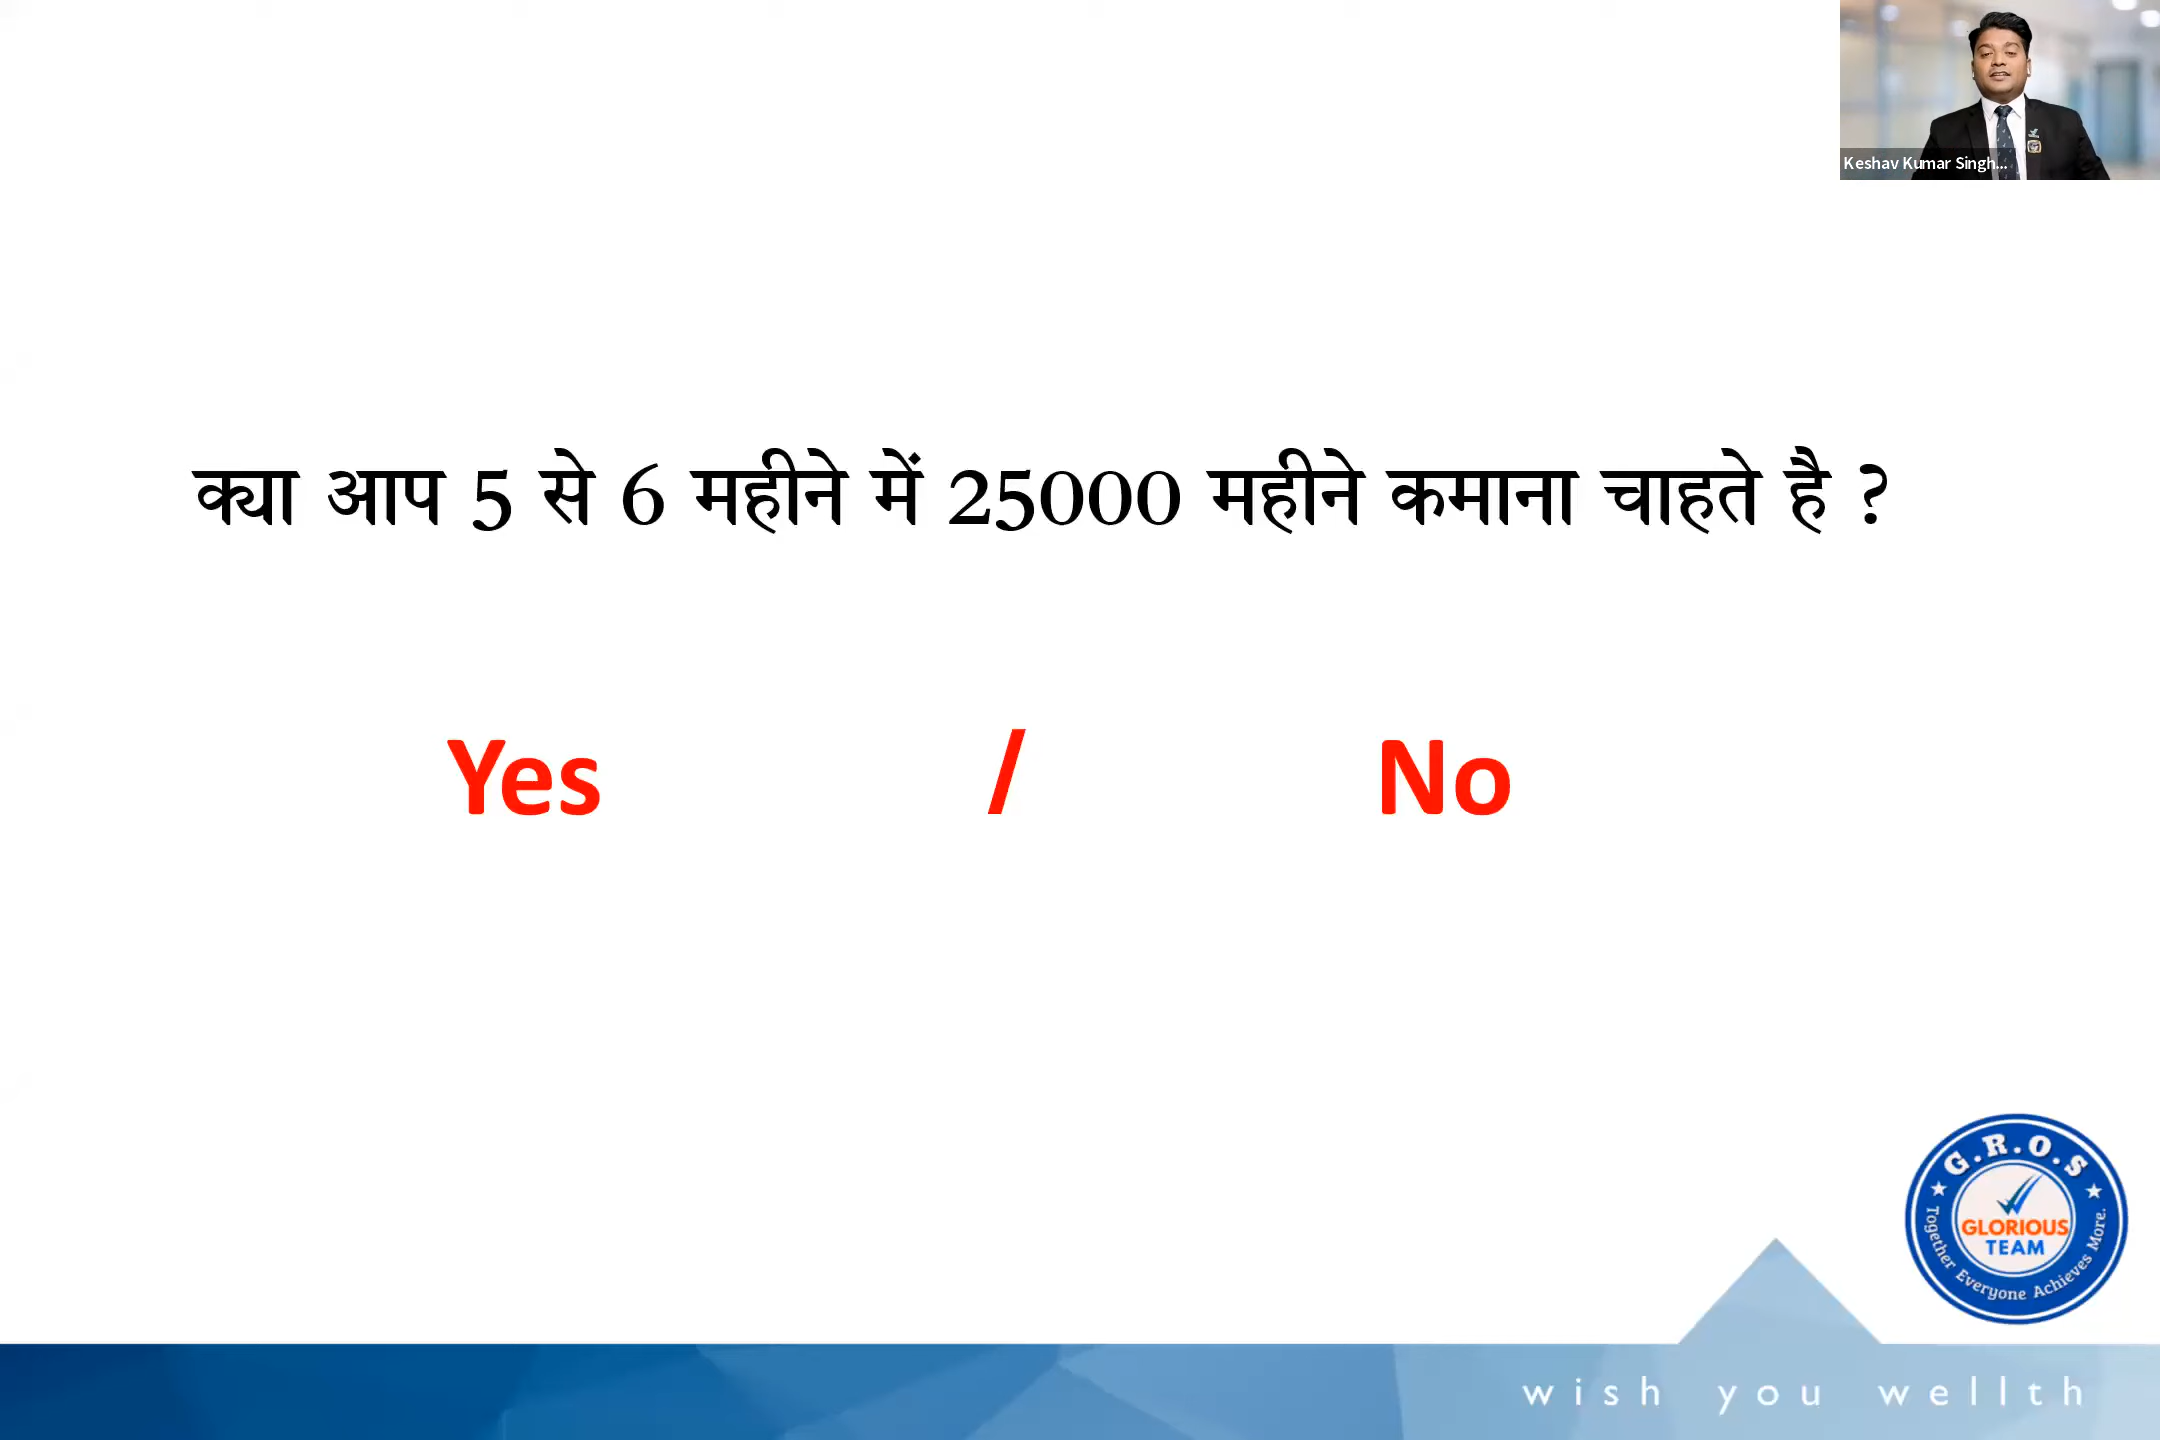 Keshav Kumar Singh...
क्या आप 5 से 6 महीने में 25000 महीने कमाना चाहते है ?
Yes / No
G.R.O.S
GLORIOUS
TEAM
Together Everyone Achieves More.
wish you wellth